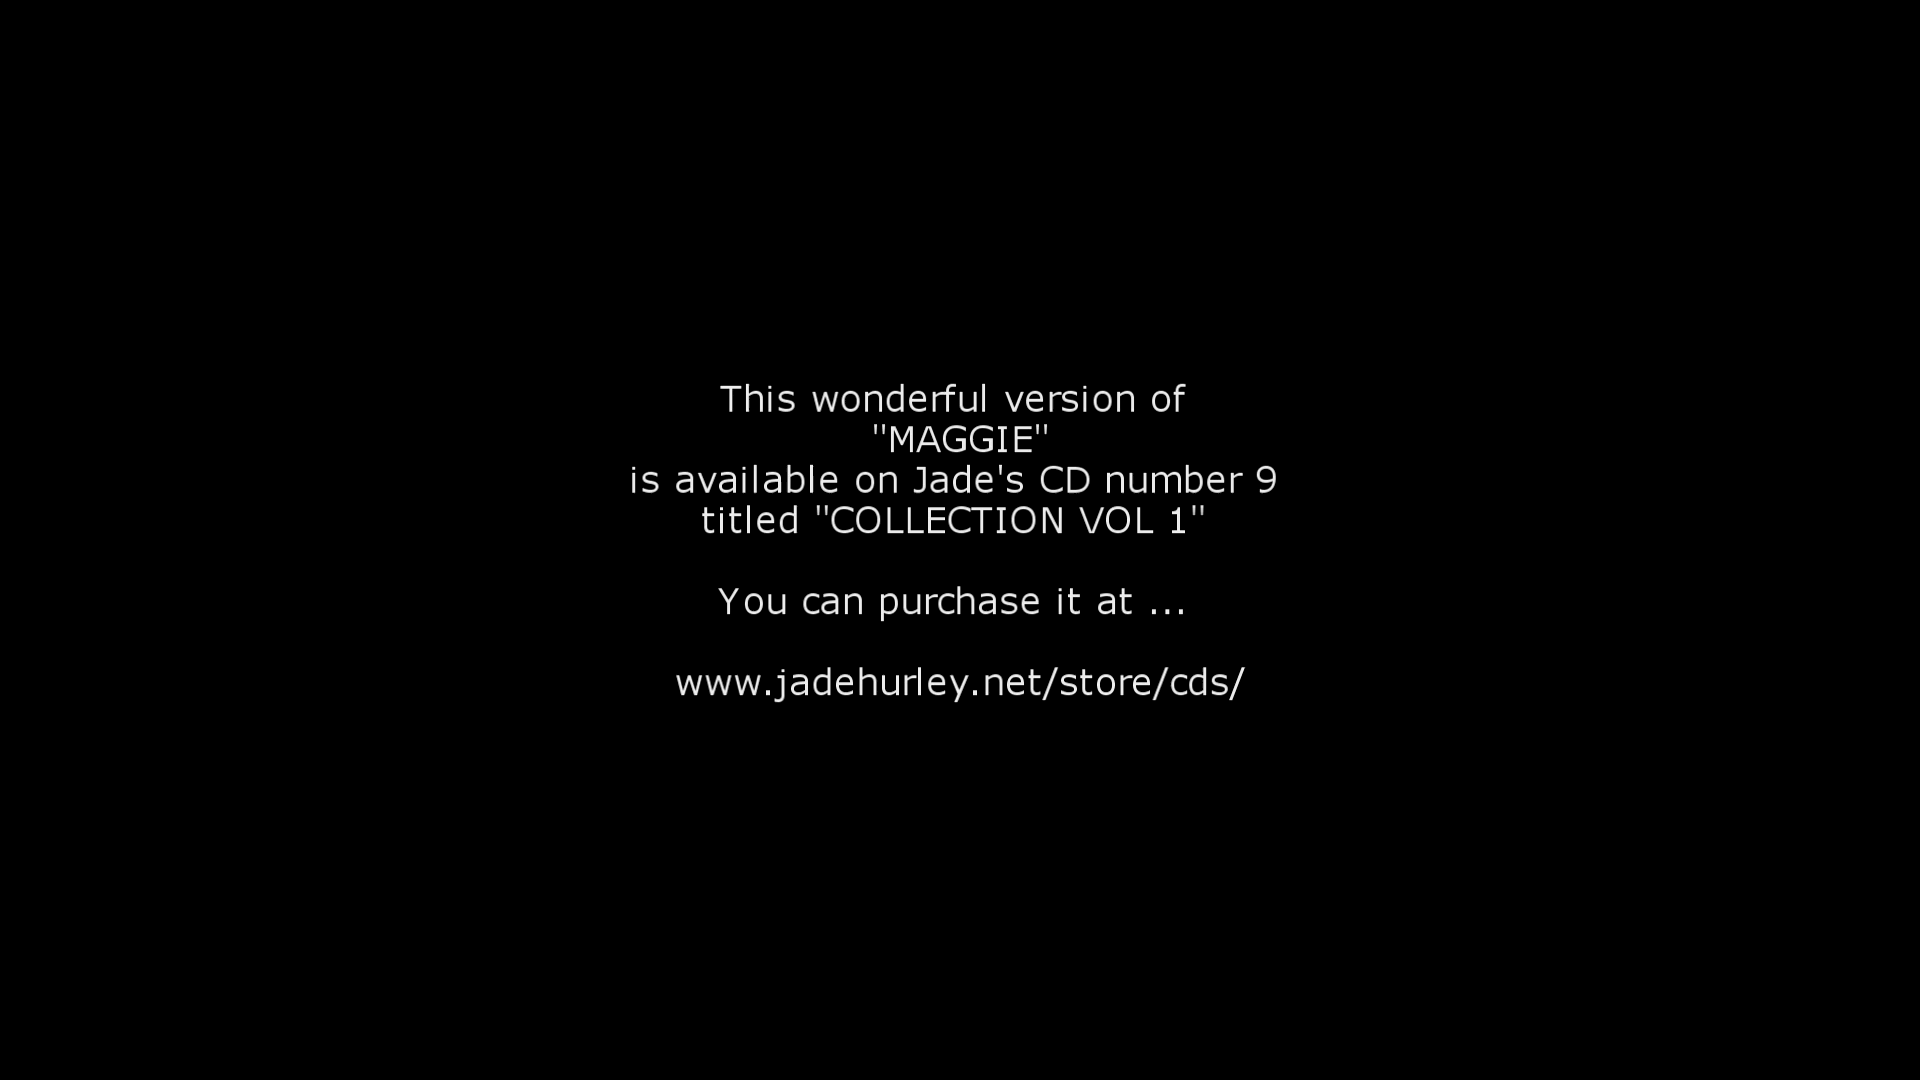 This wonderful version of
"MAGGIE"
is available on Jade's CD number 9
titled "COLLECTION VOL 1"
You can purchase it at ...
www.jadehurley.net/store/cds/